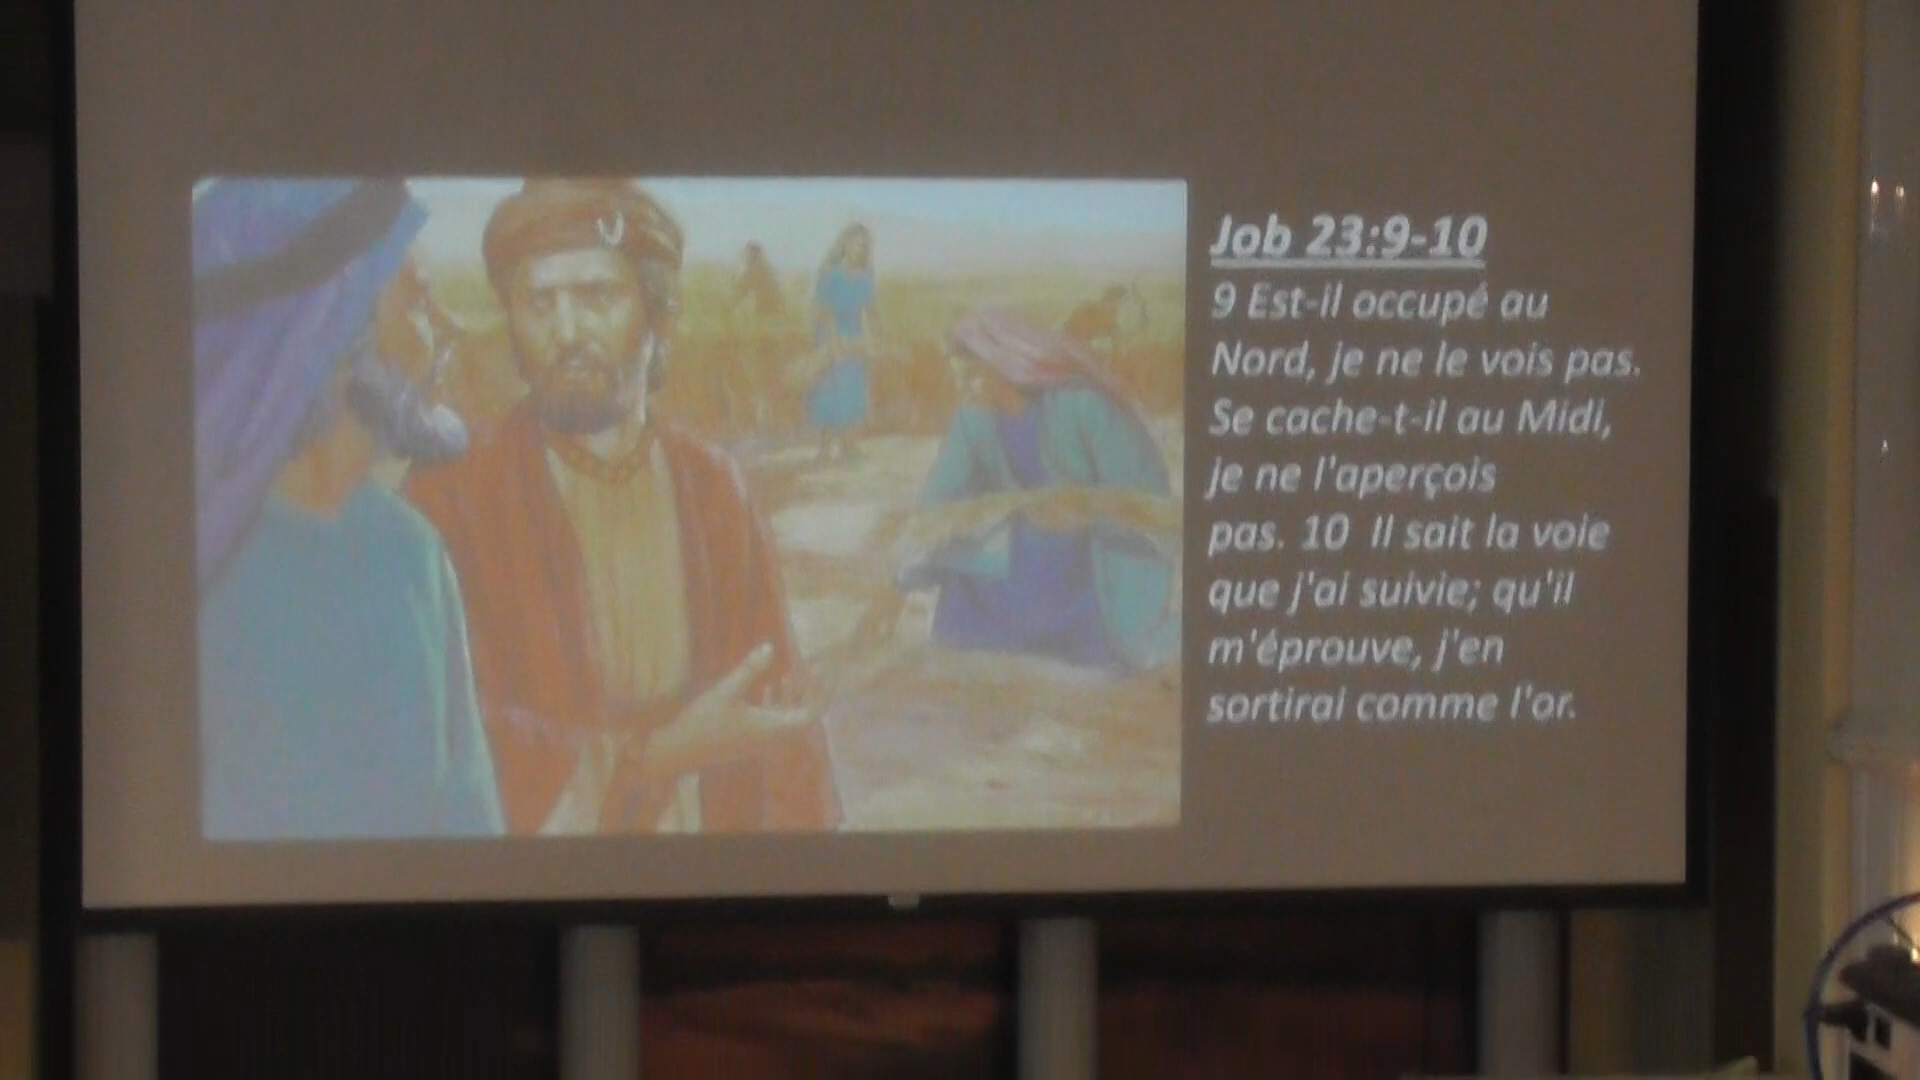 Job 23:9-10
9 Est-il occupé au
Nord, je ne le vois pas.
Se cache-t-il au Midi,
je ne l'aperçois
pas. 10 Il sait la voie
que j'ai suivie; qu'il
m'éprouve, j'en
sortirai comme l'or.